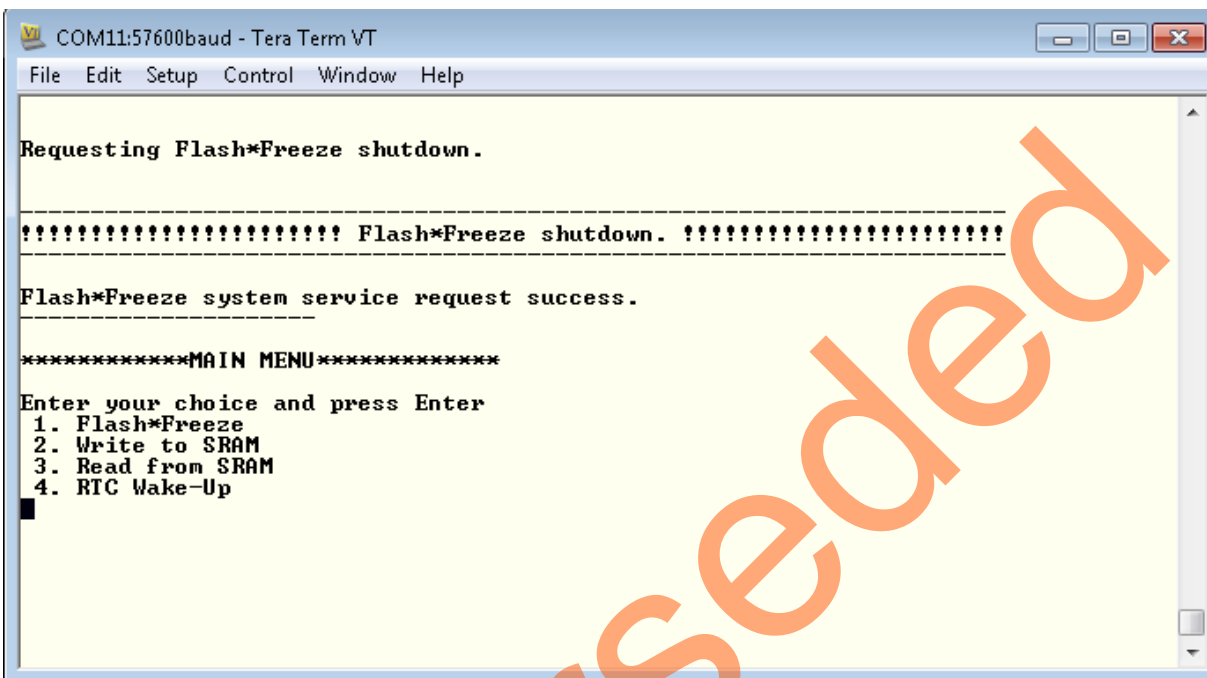 COM11:57600baud - Tera Term VT
File Edit Setup Control Window Help
Requesting Flash*Freeze shutdown.
----------------------------------------------------------------------
!!!!!!!!!!!!!!!!!!!!!!! Flash*Freeze shutdown. !!!!!!!!!!!!!!!!!!!!!!!
----------------------------------------------------------------------
Flash*Freeze system service request success.
---------------------
************MAIN MENU*************
Enter your choice and press Enter
1. Flash*Freeze
2. Write to SRAM
3. Read from SRAM
4. RTC Wake-Up
rseded